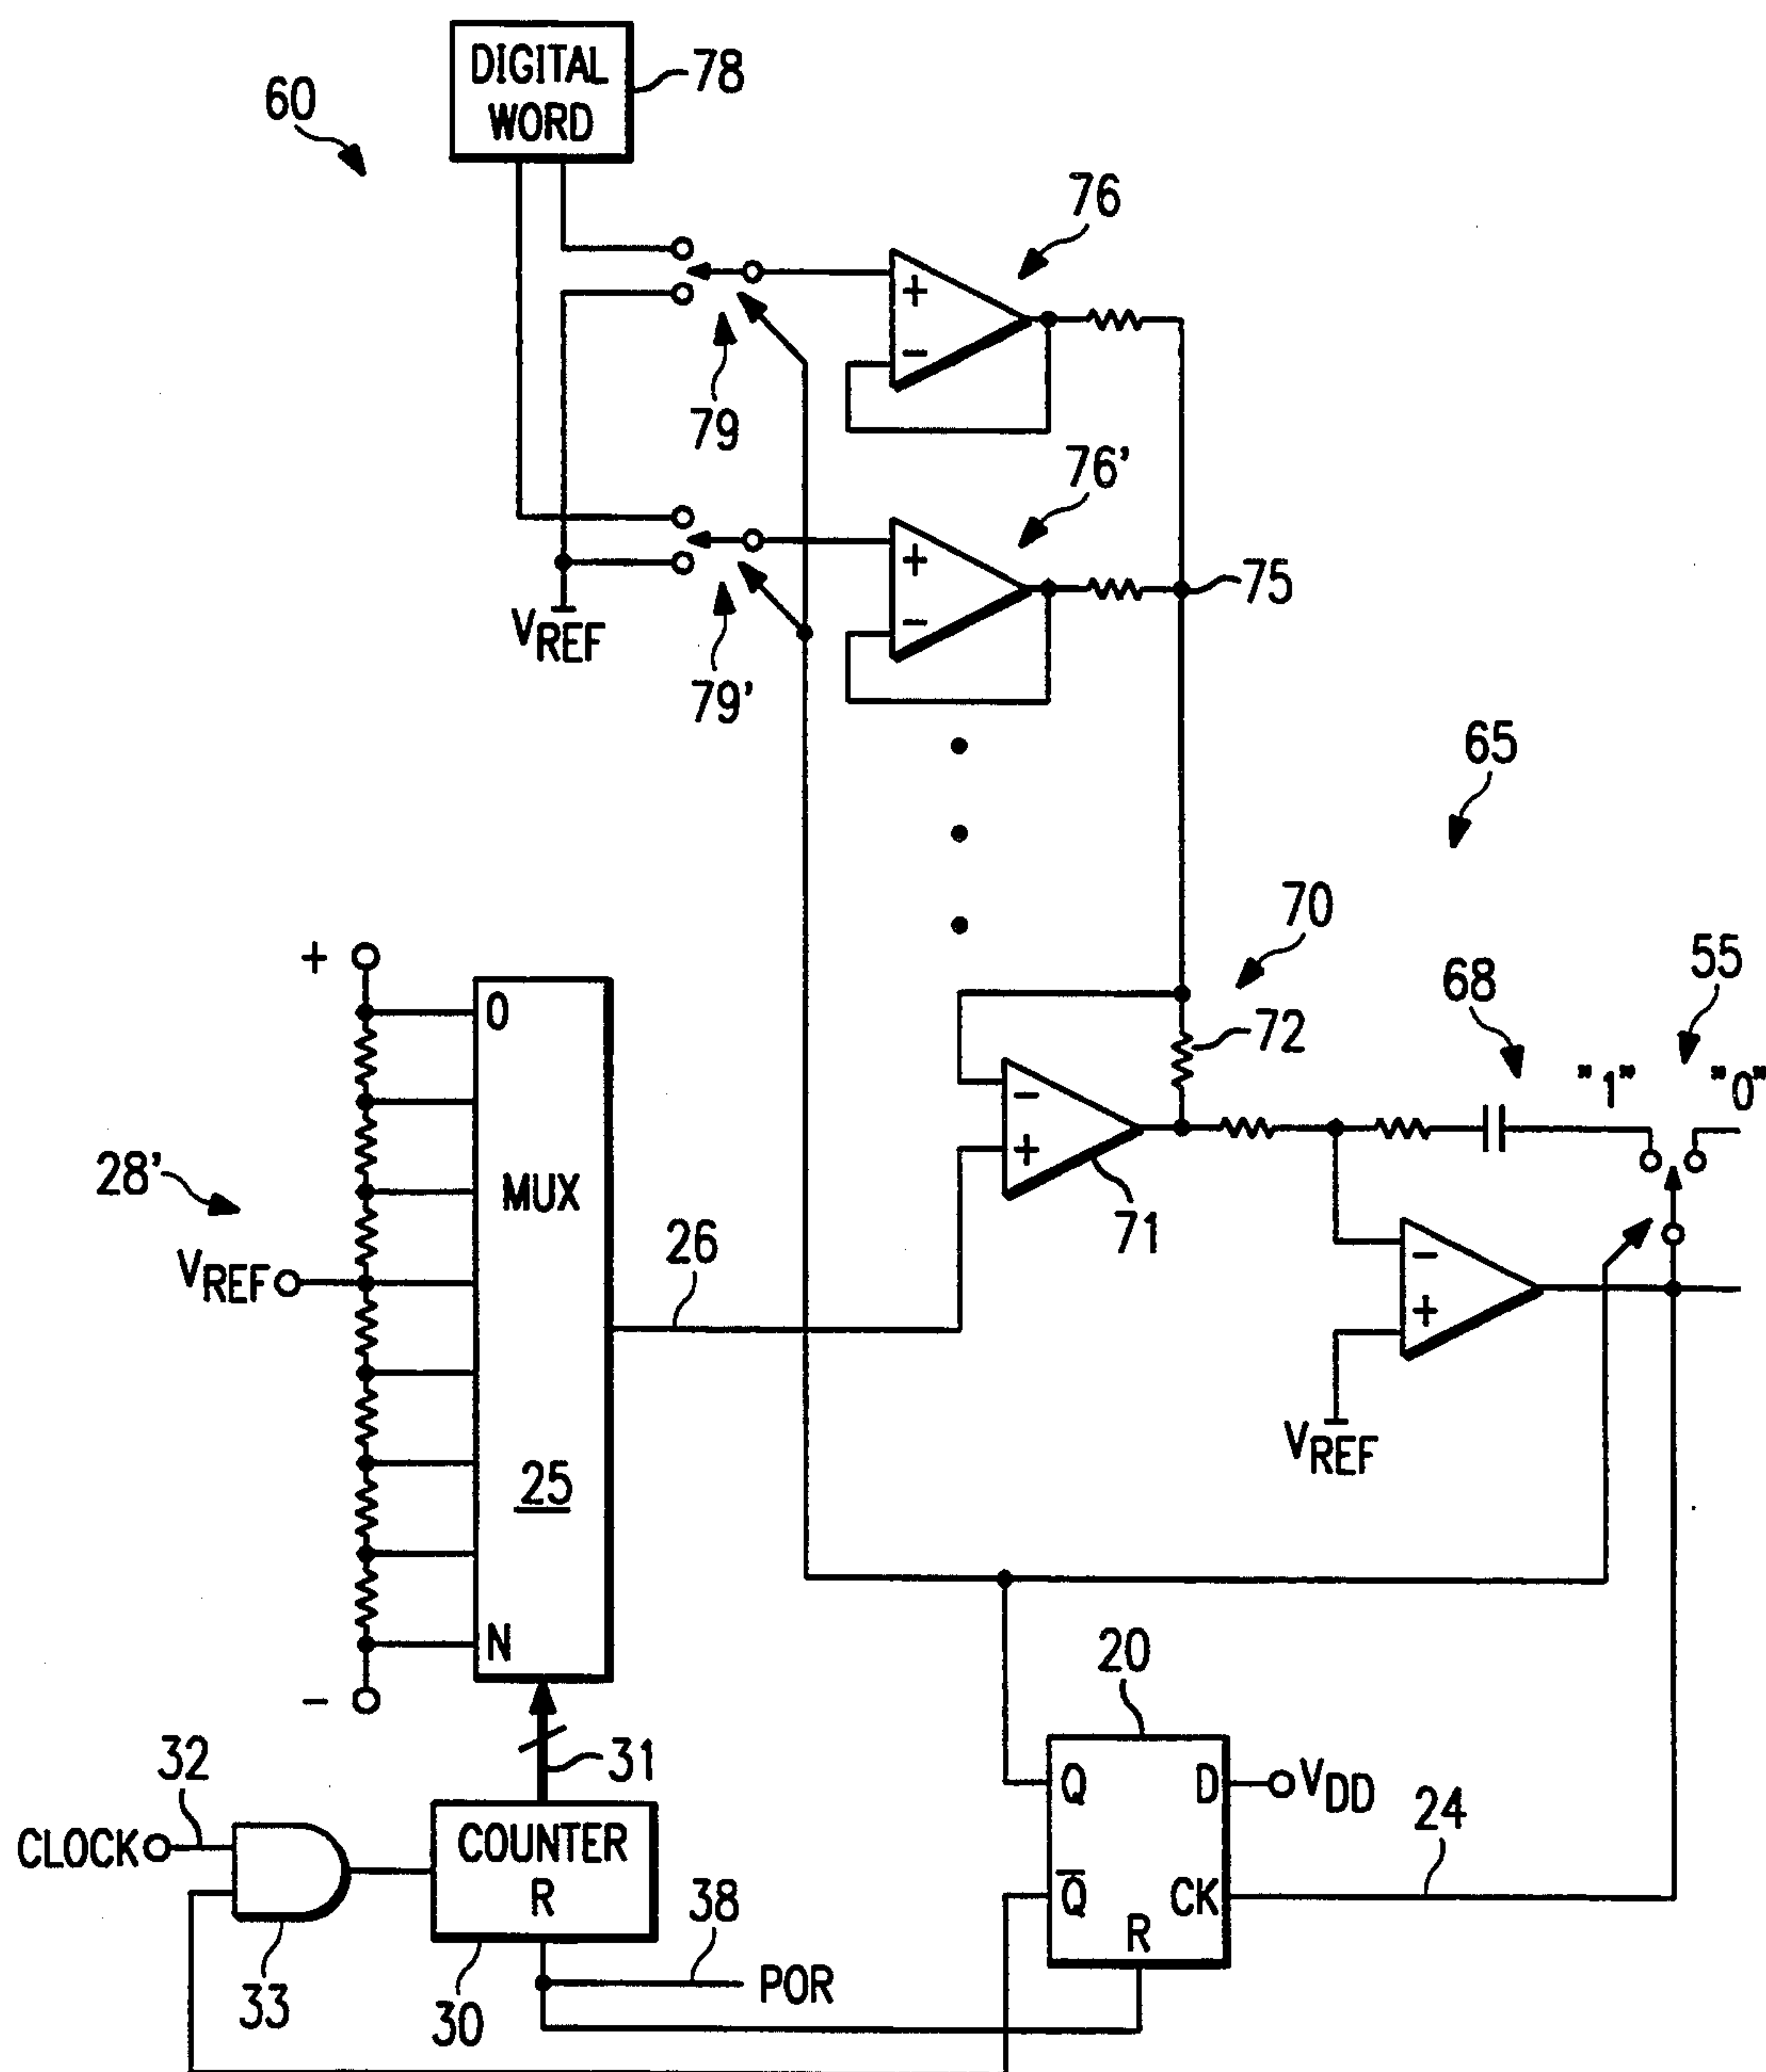 DIGITAL
WORD
78
60
76
+
-
79
76'
+
-
75
VREF
79'
65
70
+
O
68
55
72
"1"
"0"
-
+
71
28'
MUX
26
VREF
-
+
25
VREF
N
-
20
31
32
Q
D
VDD
24
CLOCK
COUNTER
R
Q̅
CK
R
38
POR
33
30